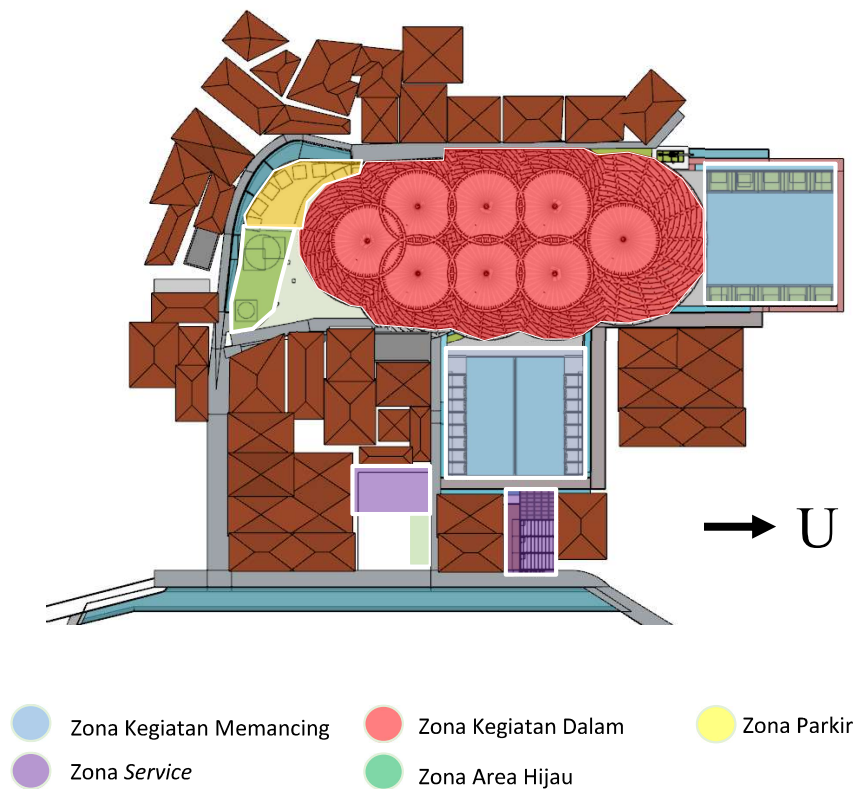 U
Zona Kegiatan Memancing
Zona Kegiatan Dalam
Zona Parkir
Zona Service
Zona Area Hijau